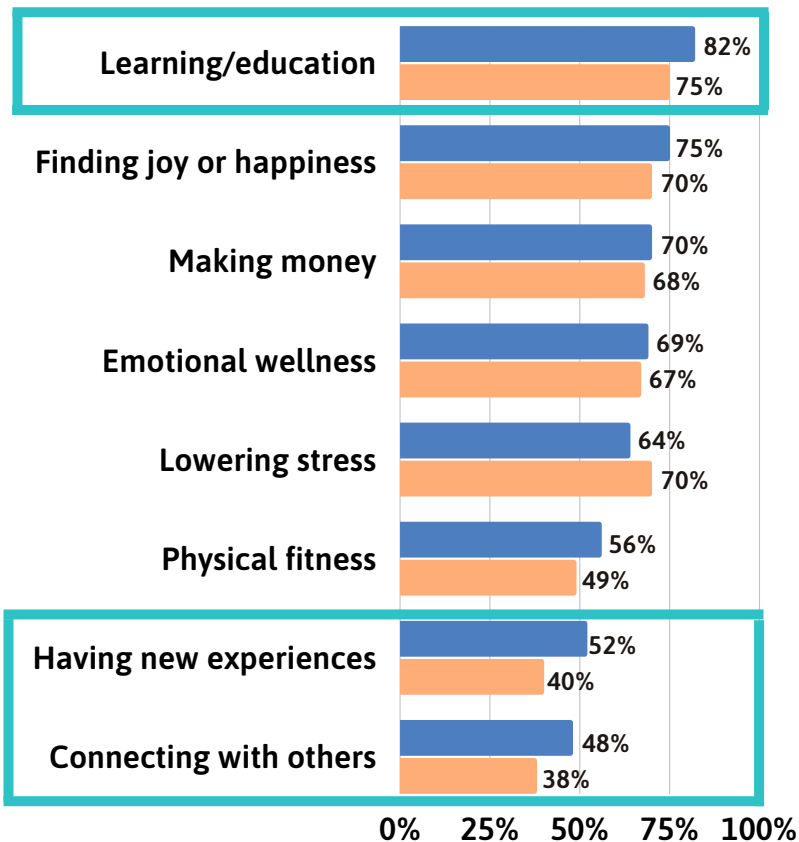 Learning/education
82%
75%
Finding joy or happiness
75%
70%
Making money
70%
68%
Emotional wellness
69%
67%
Lowering stress
64%
70%
Physical fitness
56%
49%
Having new experiences
52%
40%
Connecting with others
48%
38%
0% 25% 50% 75% 100%